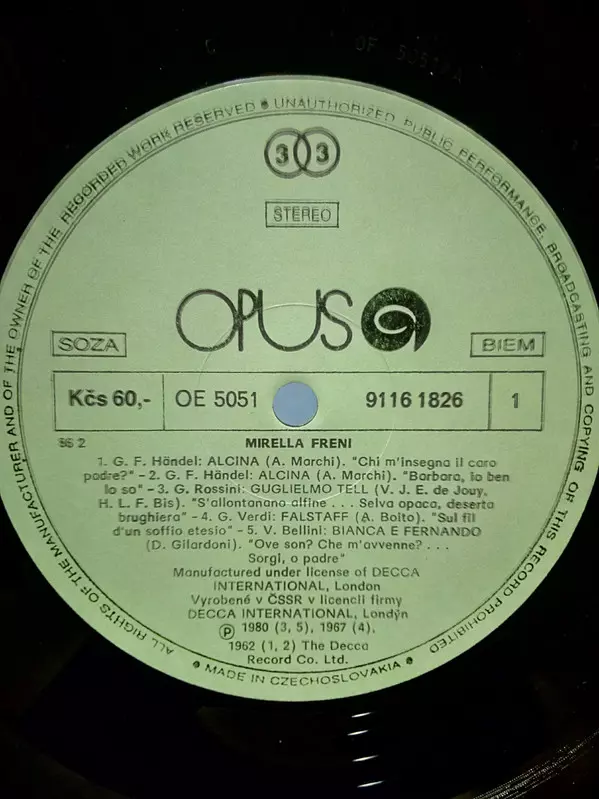 ALL RIGHTS OF THE MANUFACTURER AND OF THE OWNER OF THE RECORDED WORK RESERVED • UNAUTHORIZED PUBLIC PERFORMANCE, BROADCASTING AND COPYING OF THIS RECORD PROHIBITED
33
STEREO
OPUS
SOZA
BIEM
Kčs 60,- OE 5051 9116 1826 1
MIRELLA FRENI
1. G. F. Händel: ALCINA (A. Marchi). "Chi m'insegna il caro
padre?" – 2. G. F. Händel: ALCINA (A. Marchi). "Barbara, io ben
lo so" – 3. G. Rossini: GUGLIELMO TELL (V. J. E. de Jouy,
H. L. F. Bis). "S'allontanano alfine . . . Selva opaca, deserta
brughiera" – 4. G. Verdi: FALSTAFF (A. Boito). "Sul fil
d'un soffio etesio" – 5. V. Bellini: BIANCA E FERNANDO
(D. Gilardoni). "Ove son? Che m'avvenne? . . .
Sorgi, o padre"
Manufactured under license of DECCA
INTERNATIONAL, London
Vyrobené v ČSSR v licencii firmy
DECCA INTERNATIONAL, Londýn
Ⓟ 1980 (3, 5), 1967 (4),
1962 (1, 2) The Decca
Record Co. Ltd.
• MADE IN CZECHOSLOVAKIA •